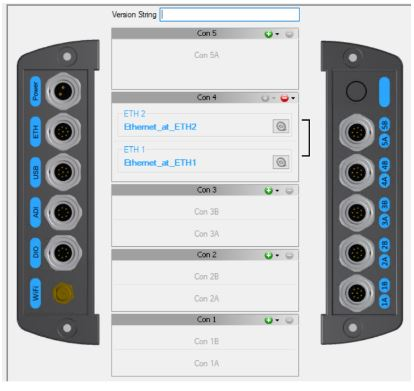 Version String
Con 5
Con 5A
Con 4
ETH 2
Ethernet_at_ETH2
ETH 1
Ethernet_at_ETH1
Con 3
Con 3B
Con 3A
Con 2
Con 2B
Con 2A
Con 1
Con 1B
Con 1A
Power
ETH
USB
ADI
DIO
WiFi
5A 5B
4A 4B
3A 3B
2A 2B
1A 1B